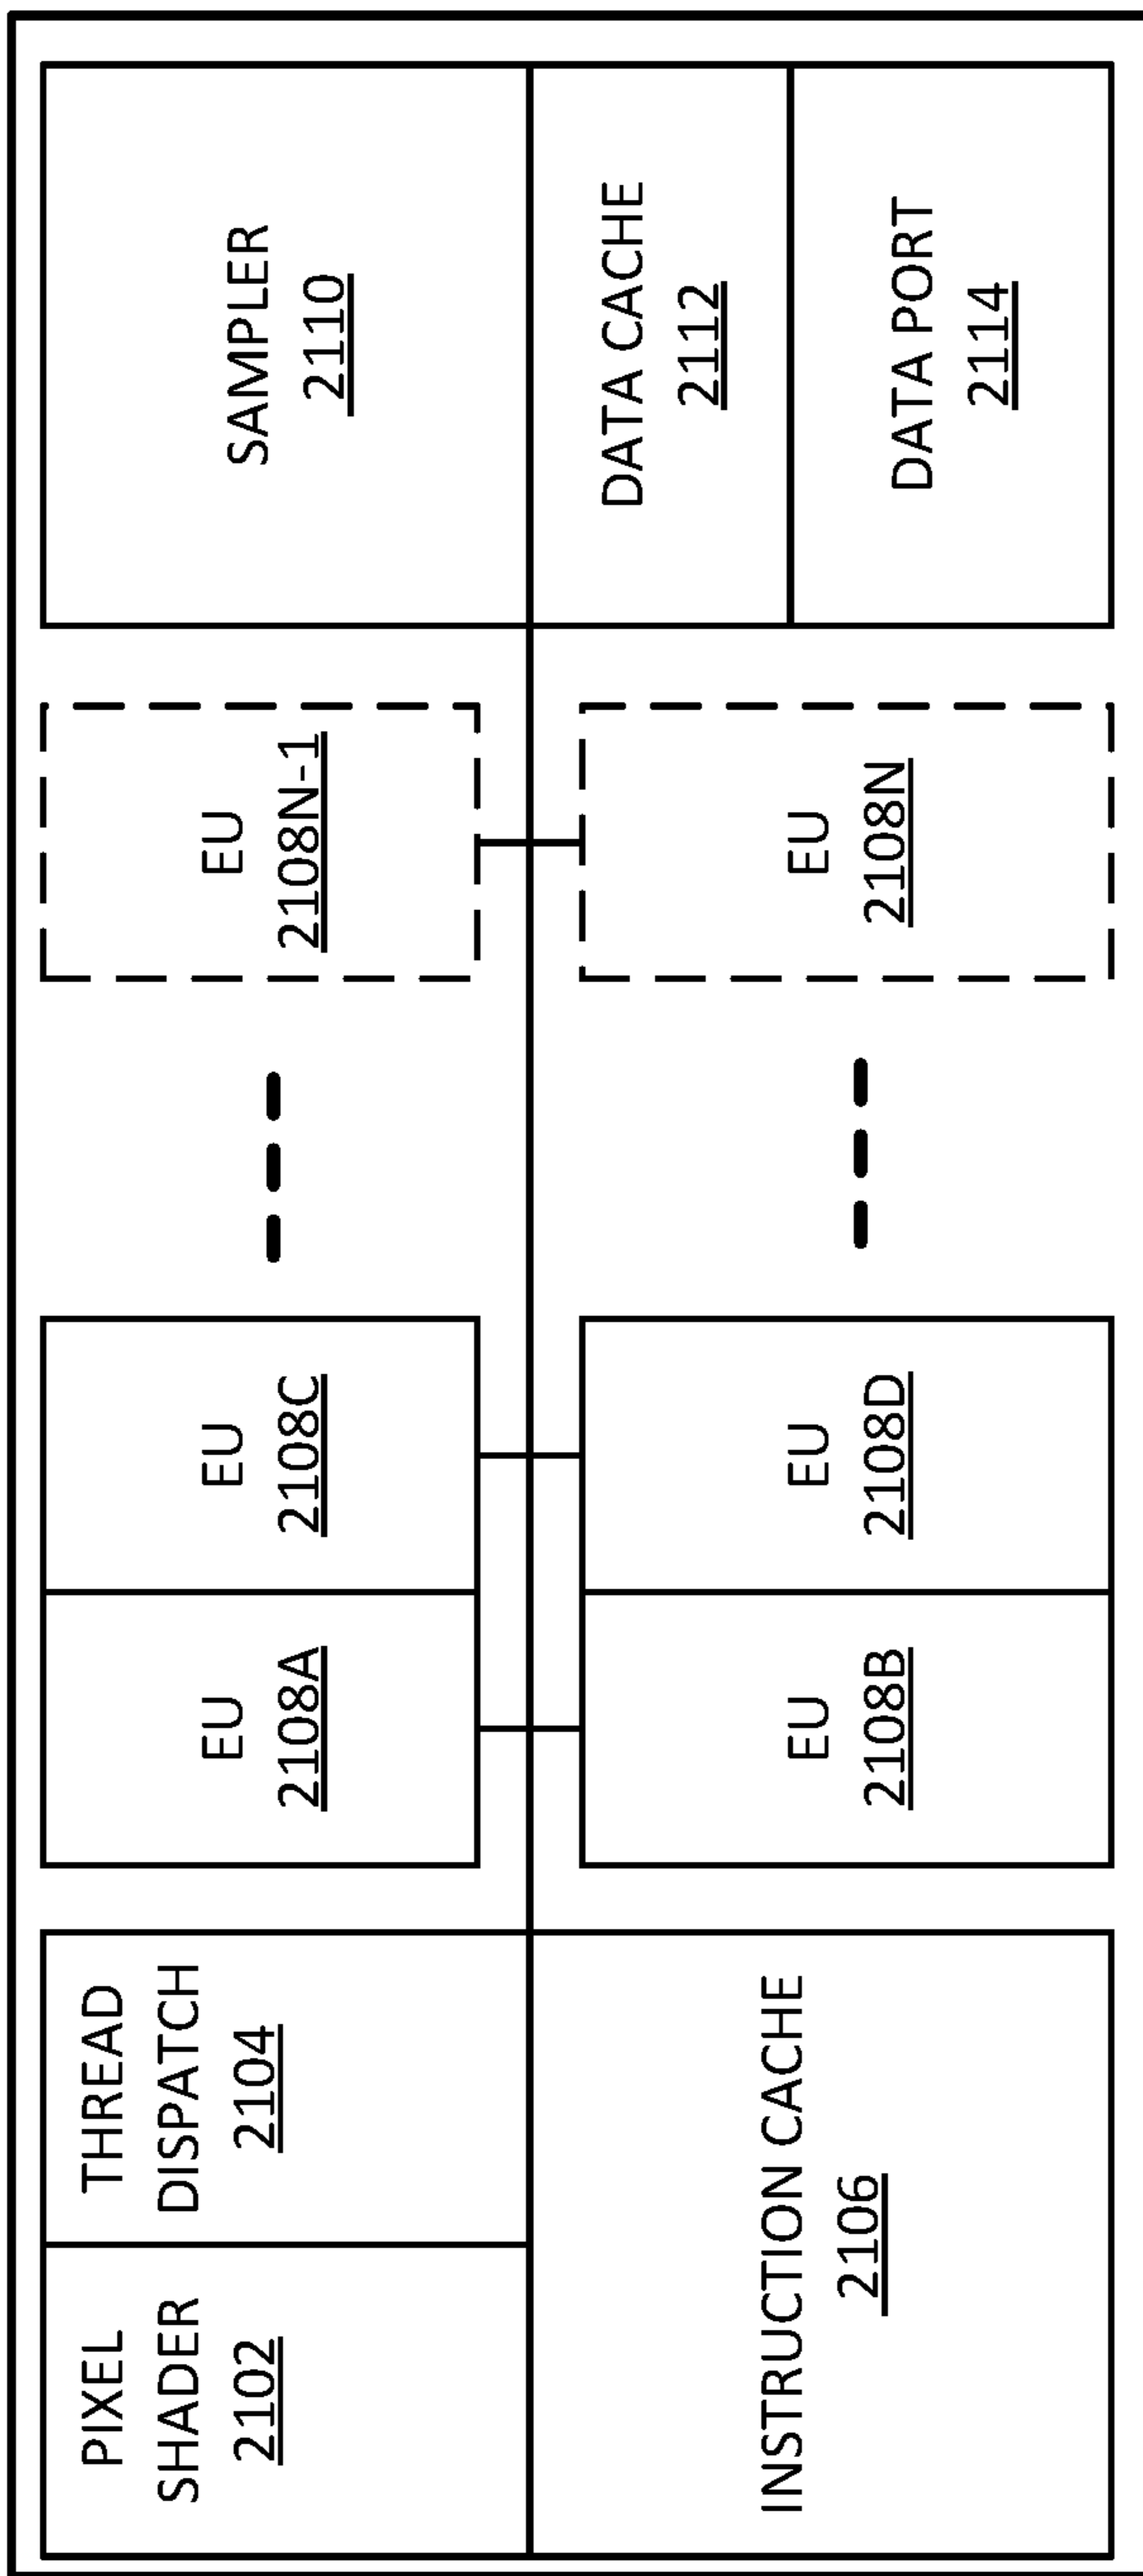 PIXEL
SHADER
2102
THREAD
DISPATCH
2104
INSTRUCTION CACHE
2106
EU
2108A
EU
2108C
EU
2108B
EU
2108D
EU
2108N-1
EU
2108N
SAMPLER
2110
DATA CACHE
2112
DATA PORT
2114